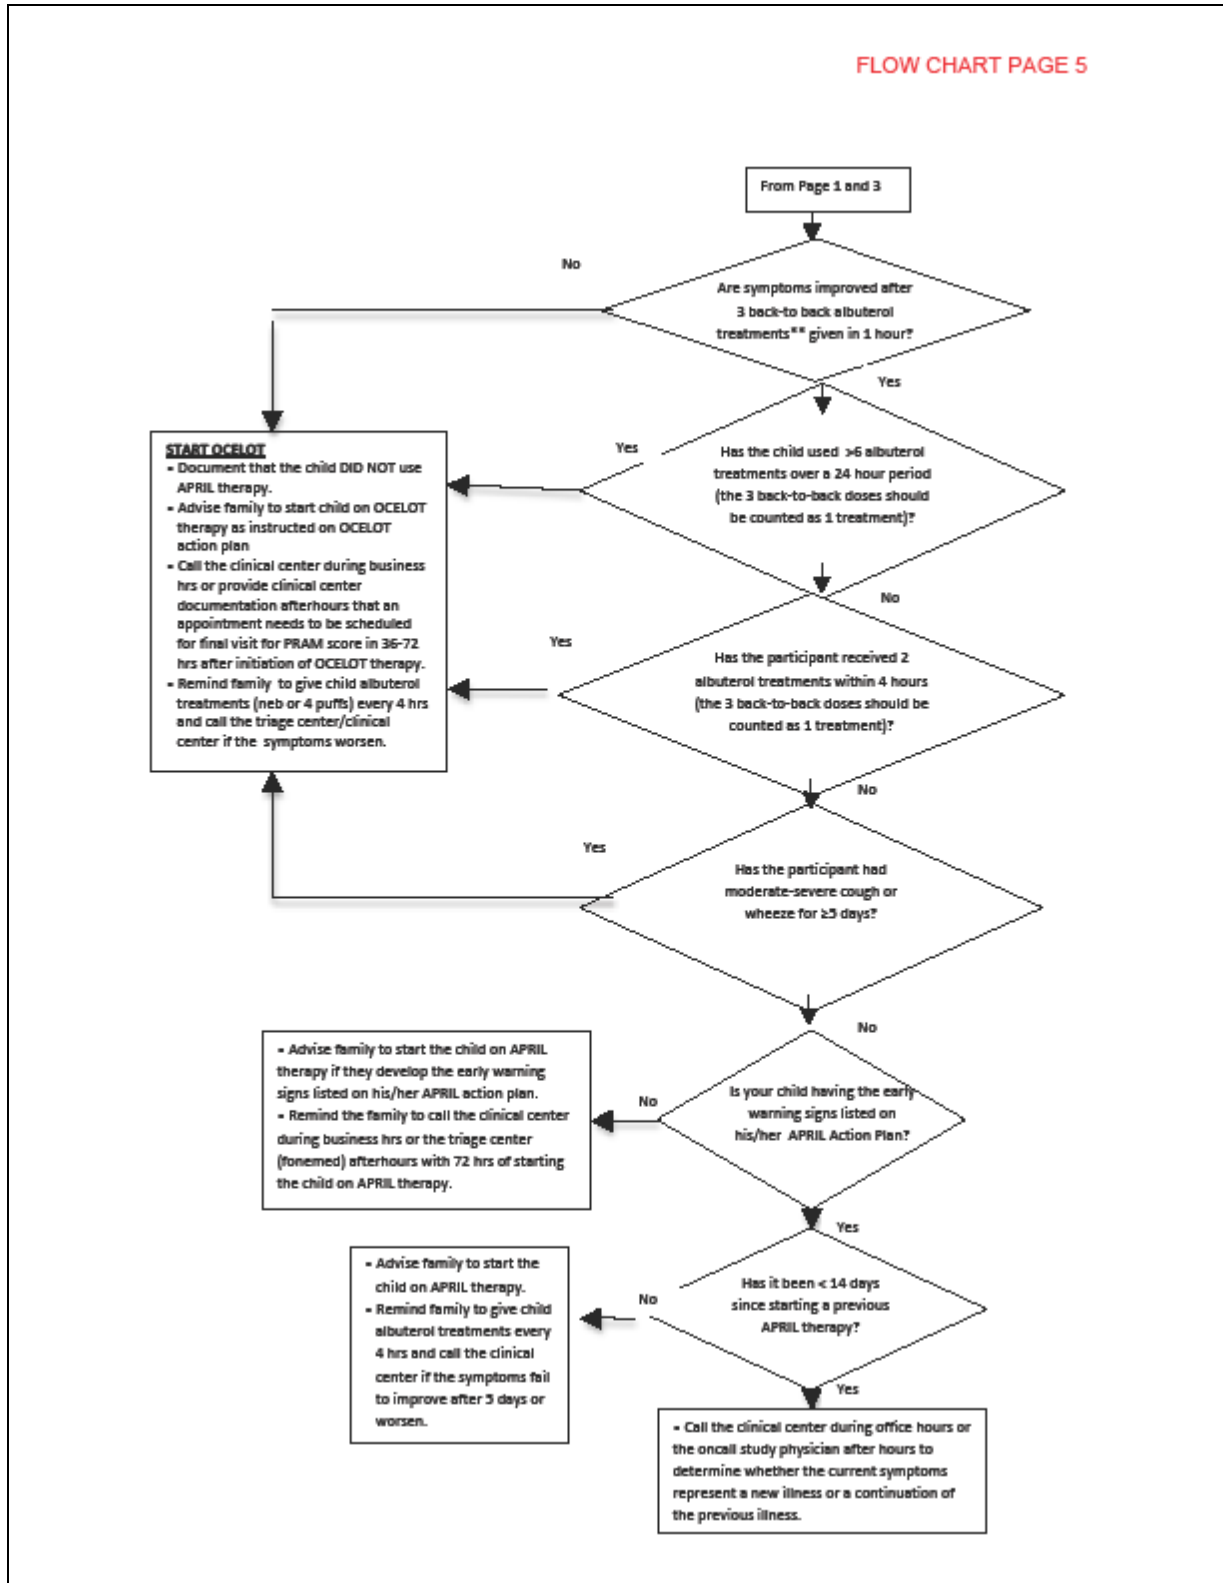 FLOW CHART PAGE 5
From Page 1 and 3
No
Are symptoms improved after
3 back-to back albuterol
treatments** given in 1 hour?
Yes
Yes
Has the child used >6 albuterol
treatments over a 24 hour period
(the 3 back-to-back doses should
be counted as 1 treatment)?
No
START OCELOT
- Document that the child DID NOT use
APRIL therapy.
- Advise family to start child on OCELOT
therapy as instructed on OCELOT
action plan
- Call the clinical center during business
hrs or provide clinical center
documentation afterhours that an
appointment needs to be scheduled
for final visit for PRAM score in 36-72
hrs after initiation of OCELOT therapy.
- Remind family to give child albuterol
treatments (neb or 4 puffs) every 4 hrs
and call the triage center/clinical
center if the symptoms worsen.
Yes
Has the participant received 2
albuterol treatments within 4 hours
(the 3 back-to-back doses should be
counted as 1 treatment)?
No
Yes
Has the participant had
moderate-severe cough or
wheeze for ≥5 days?
No
- Advise family to start the child on APRIL
therapy if they develop the early warning
signs listed on his/her APRIL action plan.
- Remind the family to call the clinical center
during business hrs or the triage center
(fonemed) afterhours with 72 hrs of starting
the child on APRIL therapy.
No
Is your child having the early
warning signs listed on
his/her APRIL Action Plan?
Yes
- Advise family to start the
child on APRIL therapy.
- Remind family to give child
albuterol treatments every
4 hrs and call the clinical
center if the symptoms fail
to improve after 5 days or
worsen.
No
Has it been < 14 days
since starting a previous
APRIL therapy?
Yes
- Call the clinical center during office hours or
the oncall study physician after hours to
determine whether the current symptoms
represent a new illness or a continuation of
the previous illness.